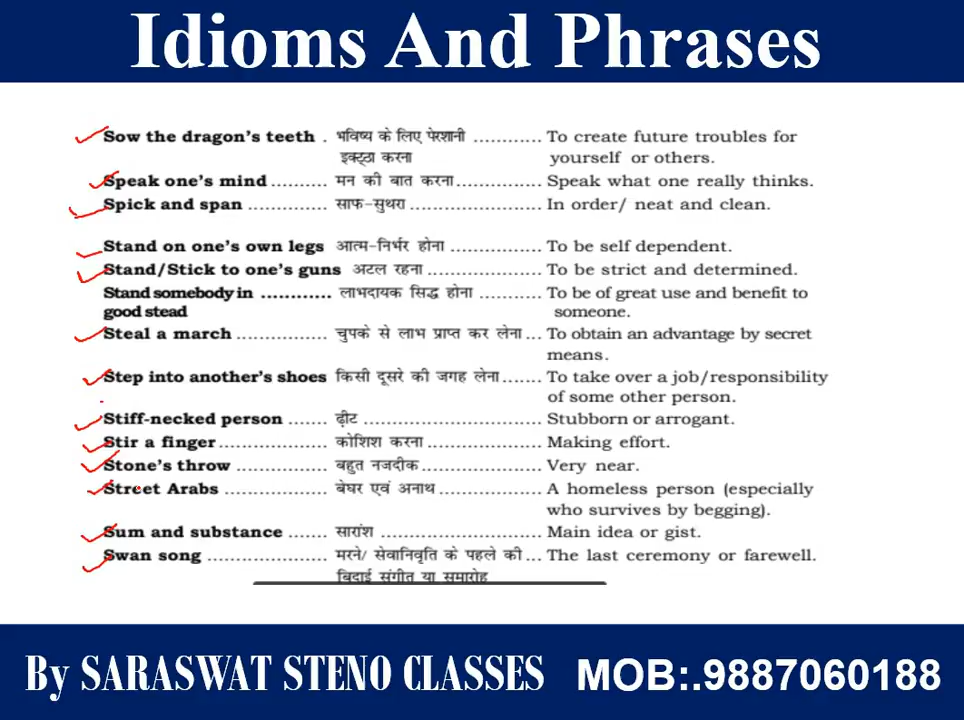 Idioms And Phrases
Sow the dragon's teeth . भविष्य के लिए पेरशानी ............ To create future troubles for
इक्ट्ठा करना yourself or others.
Speak one's mind .......... मन की बात करना............... Speak what one really thinks.
Spick and span .............. साफ-सुथरा ....................... In order/ neat and clean.
Stand on one's own legs आत्म-निर्भर होना ................ To be self dependent.
Stand/Stick to one's guns अटल रहना .................... To be strict and determined.
Stand somebody in ............ लाभदायक सिद्ध होना ........... To be of great use and benefit to
good stead someone.
Steal a march ................ चुपके से लाभ प्राप्त कर लेना ... To obtain an advantage by secret
means.
Step into another's shoes किसी दूसरे की जगह लेना ....... To take over a job/responsibility
of some other person.
Stiff-necked person ....... ढ़ीट ............................... Stubborn or arrogant.
Stir a finger................... कोशिश करना .................... Making effort.
Stone's throw ................ बहुत नजदीक ..................... Very near.
Street Arabs .................. बेघर एवं अनाथ .................. A homeless person (especially
who survives by begging).
Sum and substance ....... सारांश ............................ Main idea or gist.
Swan song ..................... मरने/ सेवानिवृति के पहले की ... The last ceremony or farewell.
बिदाई संगीत या समारोह
By SARASWAT STENO CLASSES MOB:.9887060188